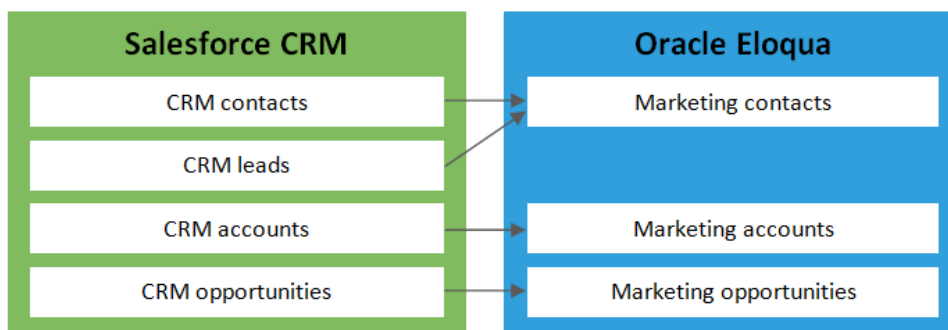 Salesforce CRM
CRM contacts
CRM leads
CRM accounts
CRM opportunities
Oracle Eloqua
Marketing contacts
Marketing accounts
Marketing opportunities